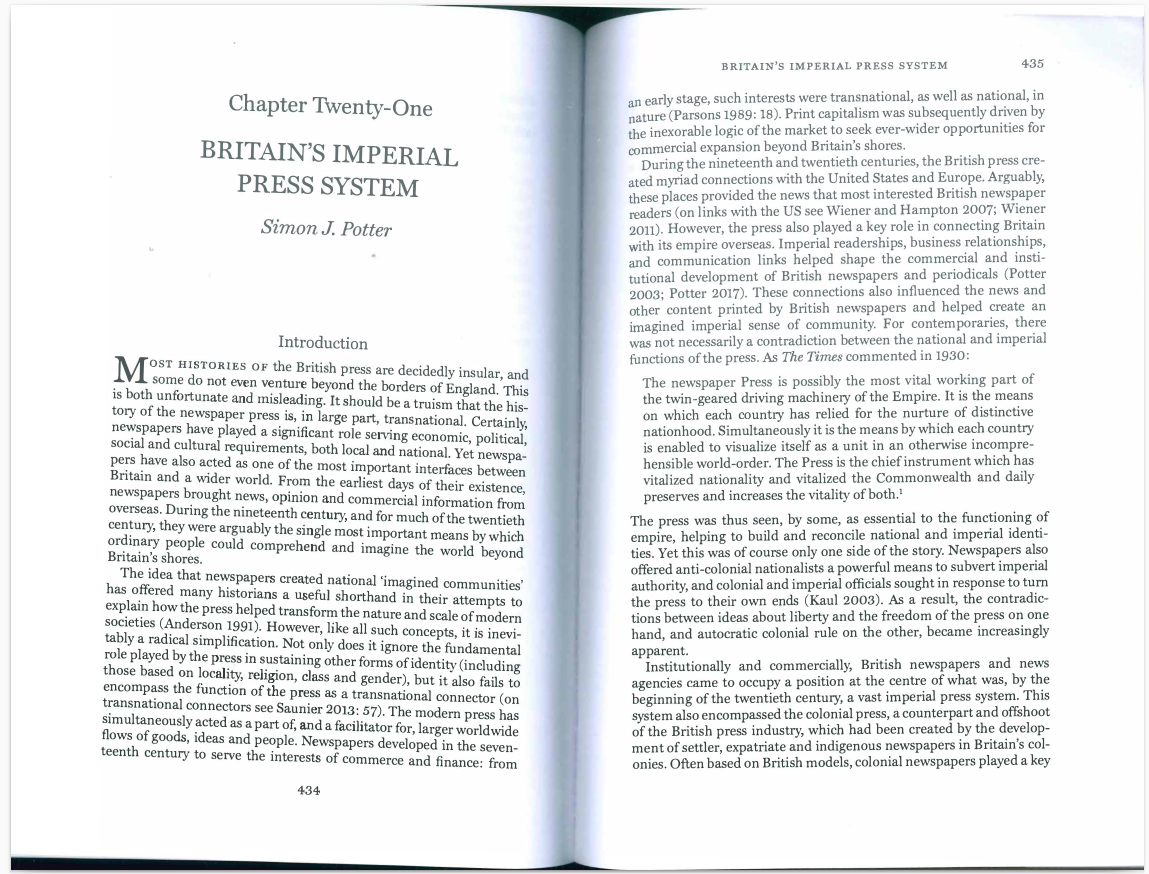 Chapter Twenty-One
BRITAIN'S IMPERIAL
PRESS SYSTEM
Simon J. Potter
Introduction
MOST HISTORIES OF the British press are decidedly insular, and
some do not even venture beyond the borders of England. This
is both unfortunate and misleading. It should be a truism that the his-
tory of the newspaper press is, in large part, transnational. Certainly,
newspapers have played a significant role serving economic, political,
social and cultural requirements, both local and national. Yet newspa-
pers have also acted as one of the most important interfaces between
Britain and a wider world. From the earliest days of their existence,
newspapers brought news, opinion and commercial information from
overseas. During the nineteenth century, and for much of the twentieth
century, they were arguably the single most important means by which
ordinary people could comprehend and imagine the world beyond
Britain's shores.
The idea that newspapers created national 'imagined communities'
has offered many historians a useful shorthand in their attempts to
explain how the press helped transform the nature and scale of modern
societies (Anderson 1991). However, like all such concepts, it is inevi-
tably a radical simplification. Not only does it ignore the fundamental
role played by the press in sustaining other forms of identity (including
those based on locality, religion, class and gender), but it also fails to
encompass the function of the press as a transnational connector (on
transnational connectors see Saunier 2013: 57). The modern press has
simultaneously acted as a part of, and a facilitator for, larger worldwide
flows of goods, ideas and people. Newspapers developed in the seven-
teenth century to serve the interests of commerce and finance: from
434
BRITAIN'S IMPERIAL PRESS SYSTEM 435
an early stage, such interests were transnational, as well as national, in
nature (Parsons 1989: 18). Print capitalism was subsequently driven by
the inexorable logic of the market to seek ever-wider opportunities for
commercial expansion beyond Britain's shores.
During the nineteenth and twentieth centuries, the British press cre-
ated myriad connections with the United States and Europe. Arguably,
these places provided the news that most interested British newspaper
readers (on links with the US see Wiener and Hampton 2007; Wiener
2011). However, the press also played a key role in connecting Britain
with its empire overseas. Imperial readerships, business relationships,
and communication links helped shape the commercial and insti-
tutional development of British newspapers and periodicals (Potter
2003; Potter 2017). These connections also influenced the news and
other content printed by British newspapers and helped create an
imagined imperial sense of community. For contemporaries, there
was not necessarily a contradiction between the national and imperial
functions of the press. As The Times commented in 1930:
The newspaper Press is possibly the most vital working part of
the twin-geared driving machinery of the Empire. It is the means
on which each country has relied for the nurture of distinctive
nationhood. Simultaneously it is the means by which each country
is enabled to visualize itself as a unit in an otherwise incompre-
hensible world-order. The Press is the chief instrument which has
vitalized nationality and vitalized the Commonwealth and daily
preserves and increases the vitality of both.¹
The press was thus seen, by some, as essential to the functioning of
empire, helping to build and reconcile national and imperial identi-
ties. Yet this was of course only one side of the story. Newspapers also
offered anti-colonial nationalists a powerful means to subvert imperial
authority, and colonial and imperial officials sought in response to turn
the press to their own ends (Kaul 2003). As a result, the contradic-
tions between ideas about liberty and the freedom of the press on one
hand, and autocratic colonial rule on the other, became increasingly
apparent.
Institutionally and commercially, British newspapers and news
agencies came to occupy a position at the centre of what was, by the
beginning of the twentieth century, a vast imperial press system. This
system also encompassed the colonial press, a counterpart and offshoot
of the British press industry, which had been created by the develop-
ment of settler, expatriate and indigenous newspapers in Britain's col-
onies. Often based on British models, colonial newspapers played a key